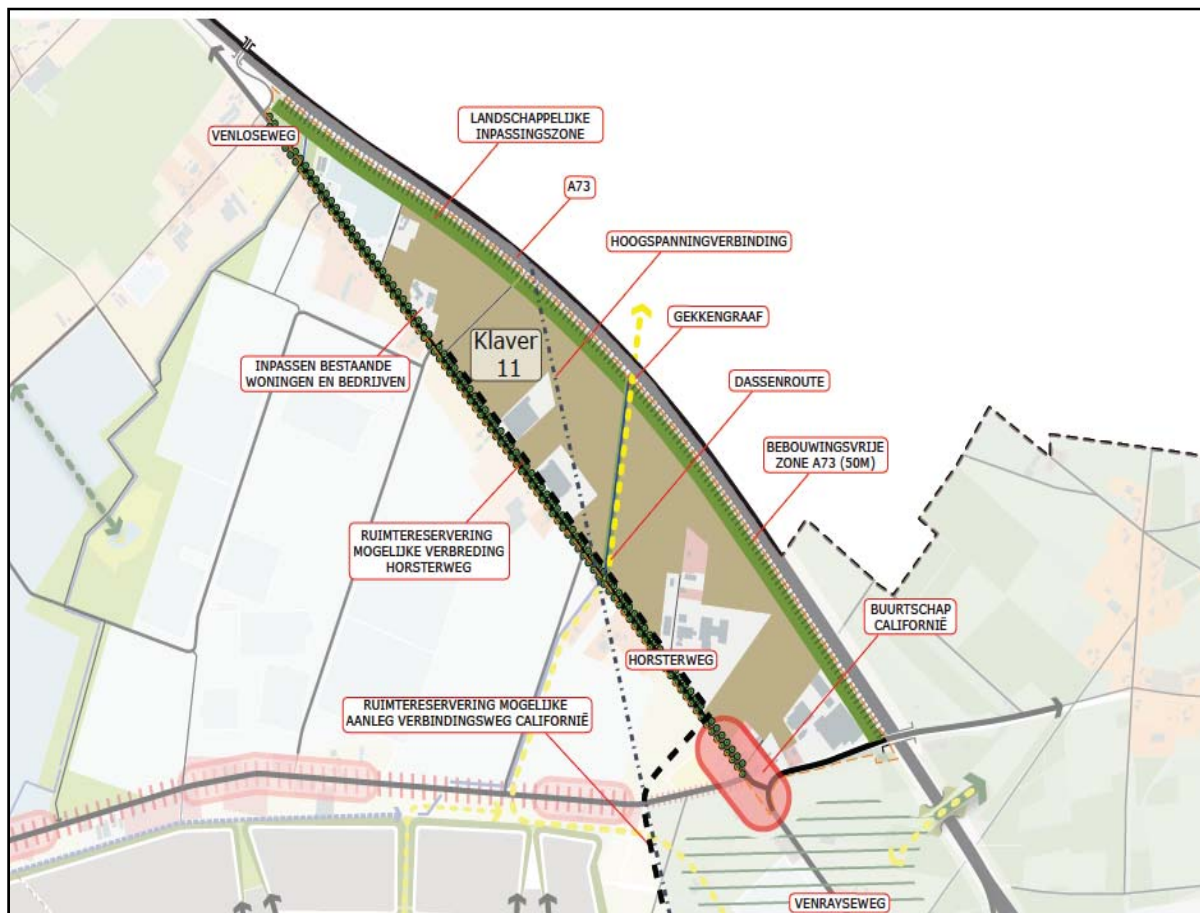 LANDSCHAPPELIJKE
INPASSINGSZONE
VENLOSEWEG
A73
HOOGSPANNINGVERBINDING
GEKKENGRAAF
Klaver
11
INPASSEN BESTAANDE
WONINGEN EN BEDRIJVEN
DASSENROUTE
BEBOUWINGSVRIJE
ZONE A73 (50M)
RUIMTERESERVERING
MOGELIJKE VERBREDING
HORSTERWEG
BUURTSCHAP
CALIFORNIË
HORSTERWEG
RUIMTERESERVERING MOGELIJKE
AANLEG VERBINDINGSWEG CALIFORNIË
VENRAYSEWEG